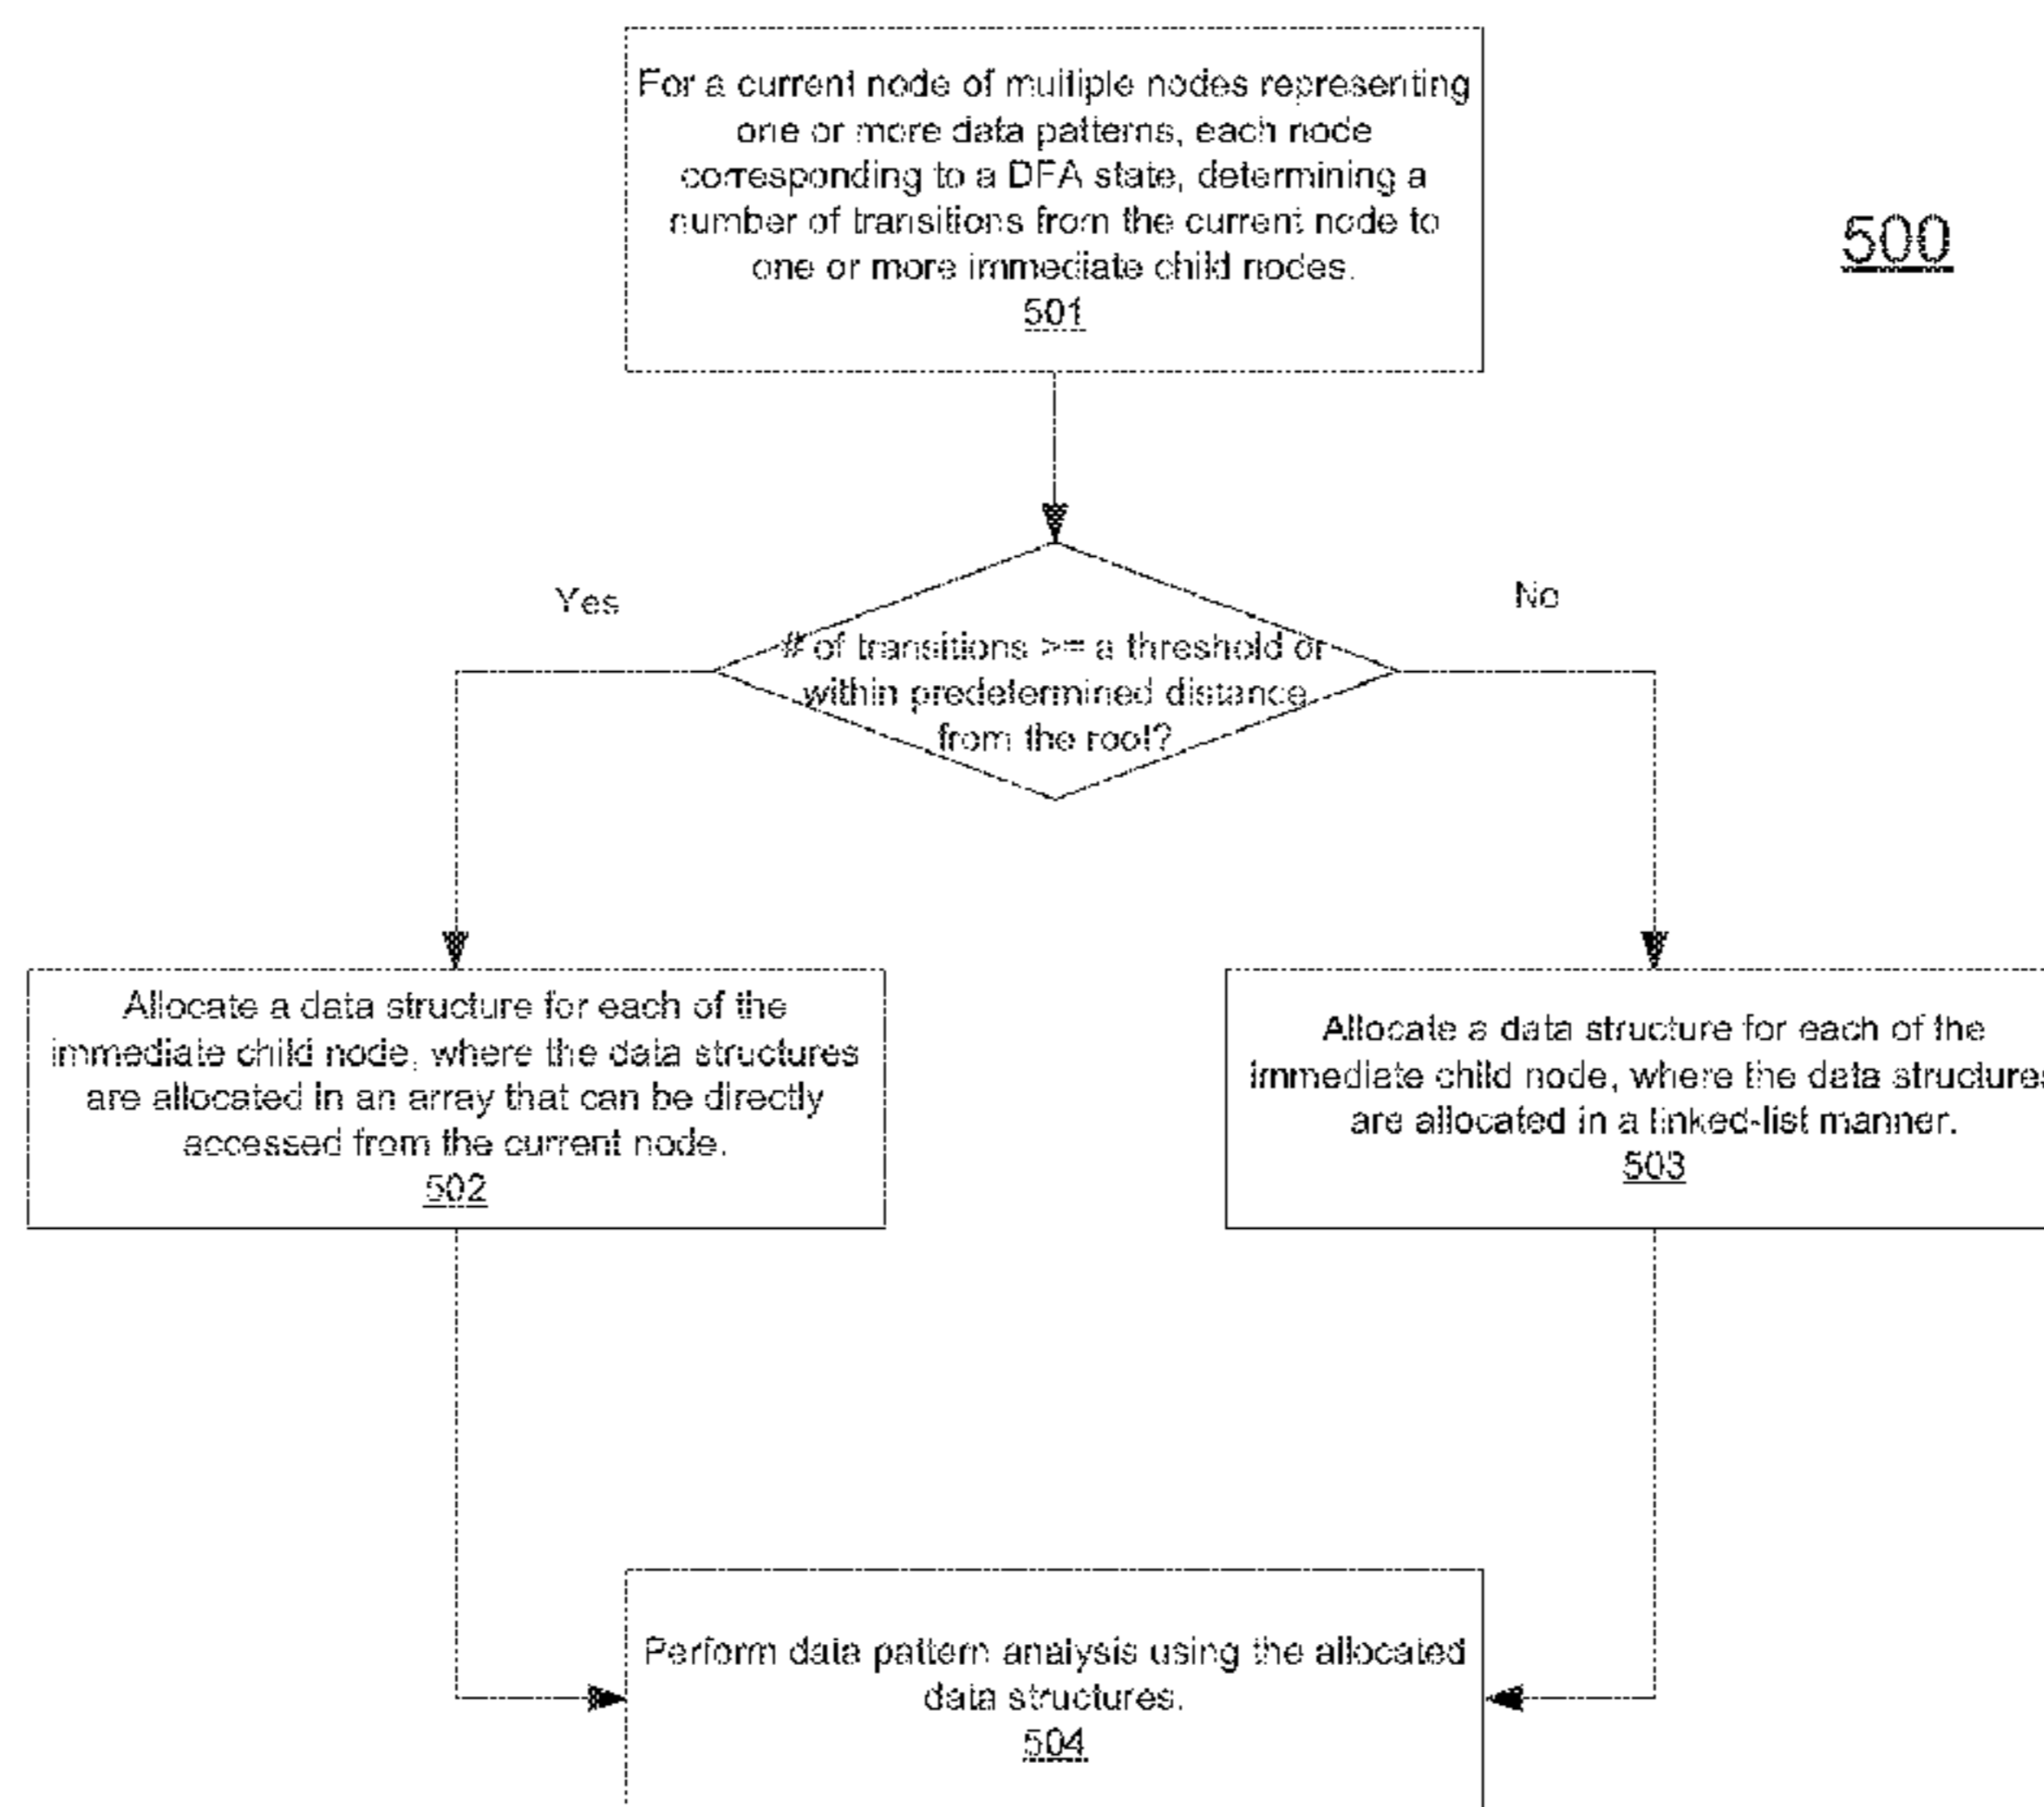 For a current node of multiple nodes representing
one or more data patterns, each node
corresponding to a DFA state, determining a
number of transitions from the current node to
one or more immediate child nodes.
501
500
Yes
No
# of transitions >= a threshold or
within predetermined distance
from the root?
Allocate a data structure for each of the
immediate child node, where the data structures
are allocated in an array that can be directly
accessed from the current node.
502
Allocate a data structure for each of the
immediate child node, where the data structures
are allocated in a linked-list manner.
503
Perform data pattern analysis using the allocated
data structures.
504